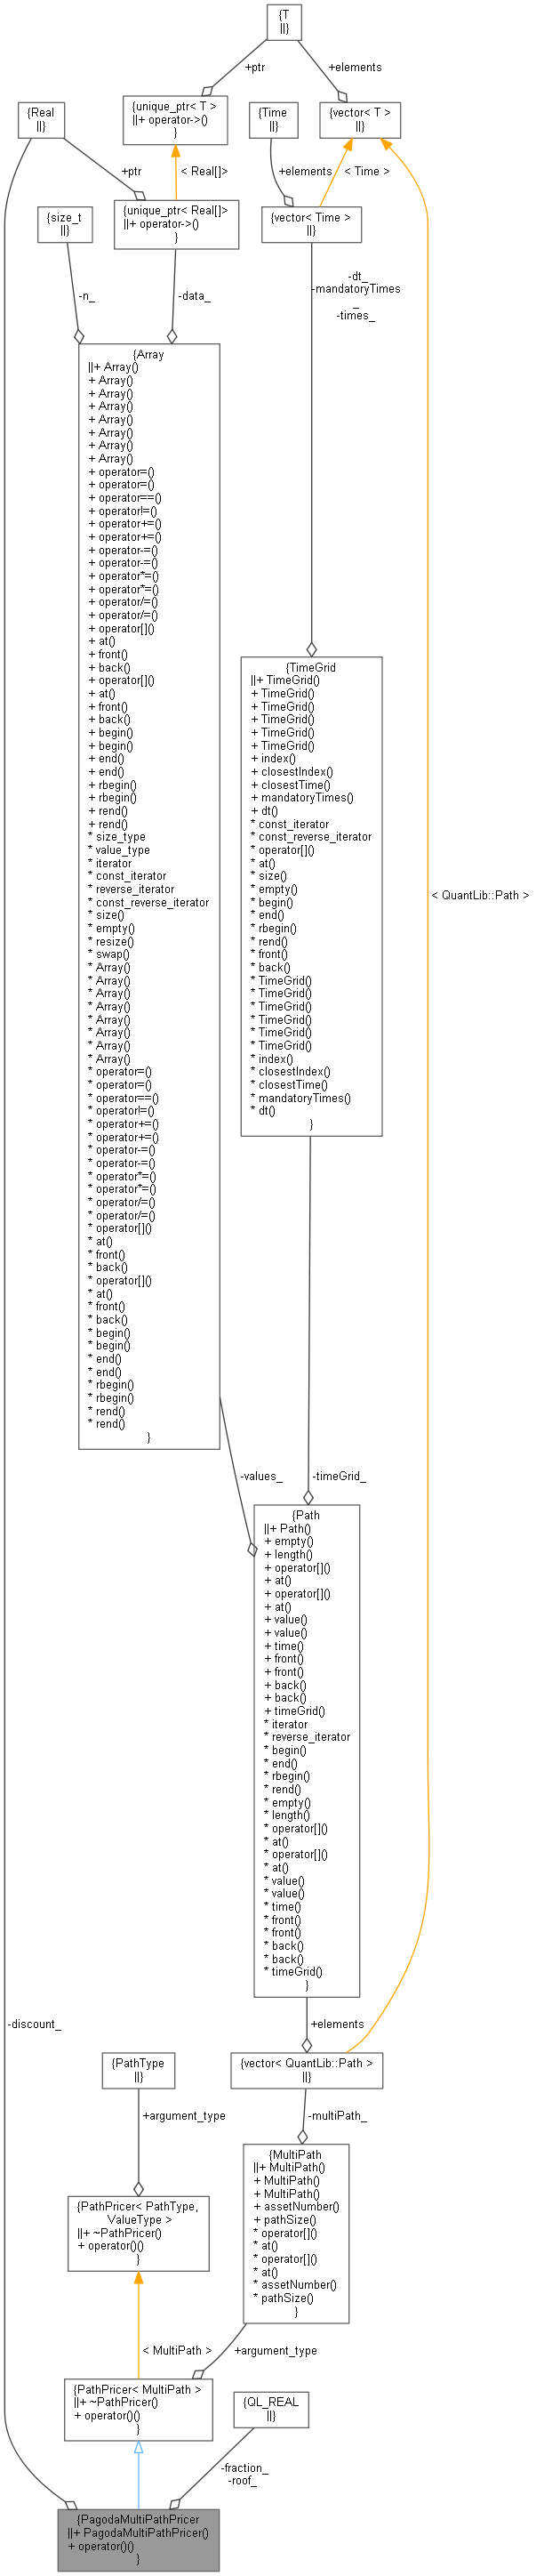 {T
||}
+ptr
+elements
{Real
||}
{unique_ptr< T >
||+ operator->()
}
{Time
||}
{vector< T >
||}
+ptr
< Real[]>
+elements
< Time >
{size_t
||}
{unique_ptr< Real[]>
||+ operator->()
}
{vector< Time >
||}
-n_
-data_
-dt_
-mandatoryTimes
_
-times_
{Array
||+ Array()
+ Array()
+ Array()
+ Array()
+ Array()
+ Array()
+ Array()
+ Array()
+ operator=()
+ operator=()
+ operator==()
+ operator!=()
+ operator+=()
+ operator+=()
+ operator-=()
+ operator-=()
+ operator*=()
+ operator*=()
+ operator/=()
+ operator/=()
+ operator[]()
+ at()
+ front()
+ back()
+ operator[]()
+ at()
+ front()
+ back()
+ begin()
+ begin()
+ end()
+ end()
+ rbegin()
+ rbegin()
+ rend()
+ rend()
* size_type
* value_type
* iterator
* const_iterator
* reverse_iterator
* const_reverse_iterator
* size()
* empty()
* resize()
* swap()
* Array()
* Array()
* Array()
* Array()
* Array()
* Array()
* Array()
* Array()
* operator=()
* operator=()
* operator==()
* operator!=()
* operator+=()
* operator+=()
* operator-=()
* operator-=()
* operator*=()
* operator*=()
* operator/=()
* operator/=()
* operator[]()
* at()
* front()
* back()
* operator[]()
* at()
* front()
* back()
* begin()
* begin()
* end()
* end()
* rbegin()
* rbegin()
* rend()
* rend()
}
{TimeGrid
||+ TimeGrid()
+ TimeGrid()
+ TimeGrid()
+ TimeGrid()
+ TimeGrid()
+ TimeGrid()
+ index()
+ closestIndex()
+ closestTime()
+ mandatoryTimes()
+ dt()
* const_iterator
* const_reverse_iterator
* operator[]()
* at()
* size()
* empty()
* begin()
* end()
* rbegin()
* rend()
* front()
* back()
* TimeGrid()
* TimeGrid()
* TimeGrid()
* TimeGrid()
* TimeGrid()
* TimeGrid()
* index()
* closestIndex()
* closestTime()
* mandatoryTimes()
* dt()
}
< QuantLib::Path >
-values_
-timeGrid_
{Path
||+ Path()
+ empty()
+ length()
+ operator[]()
+ at()
+ operator[]()
+ at()
+ value()
+ value()
+ time()
+ front()
+ front()
+ back()
+ back()
+ timeGrid()
* iterator
* reverse_iterator
* begin()
* end()
* rbegin()
* rend()
* empty()
* length()
* operator[]()
* at()
* operator[]()
* at()
* value()
* value()
* time()
* front()
* front()
* back()
* back()
* timeGrid()
}
-discount_
+elements
{PathType
||}
{vector< QuantLib::Path >
||}
+argument_type
-multiPath_
{PathPricer< PathType,
ValueType >
||+ ~PathPricer()
+ operator()()
}
{MultiPath
||+ MultiPath()
+ MultiPath()
+ MultiPath()
+ assetNumber()
+ pathSize()
* operator[]()
* at()
* operator[]()
* at()
* assetNumber()
* pathSize()
}
< MultiPath >
+argument_type
{PathPricer< MultiPath >
||+ ~PathPricer()
+ operator()()
}
{QL_REAL
||}
-fraction_
-roof_
{PagodaMultiPathPricer
||+ PagodaMultiPathPricer()
+ operator()()
}